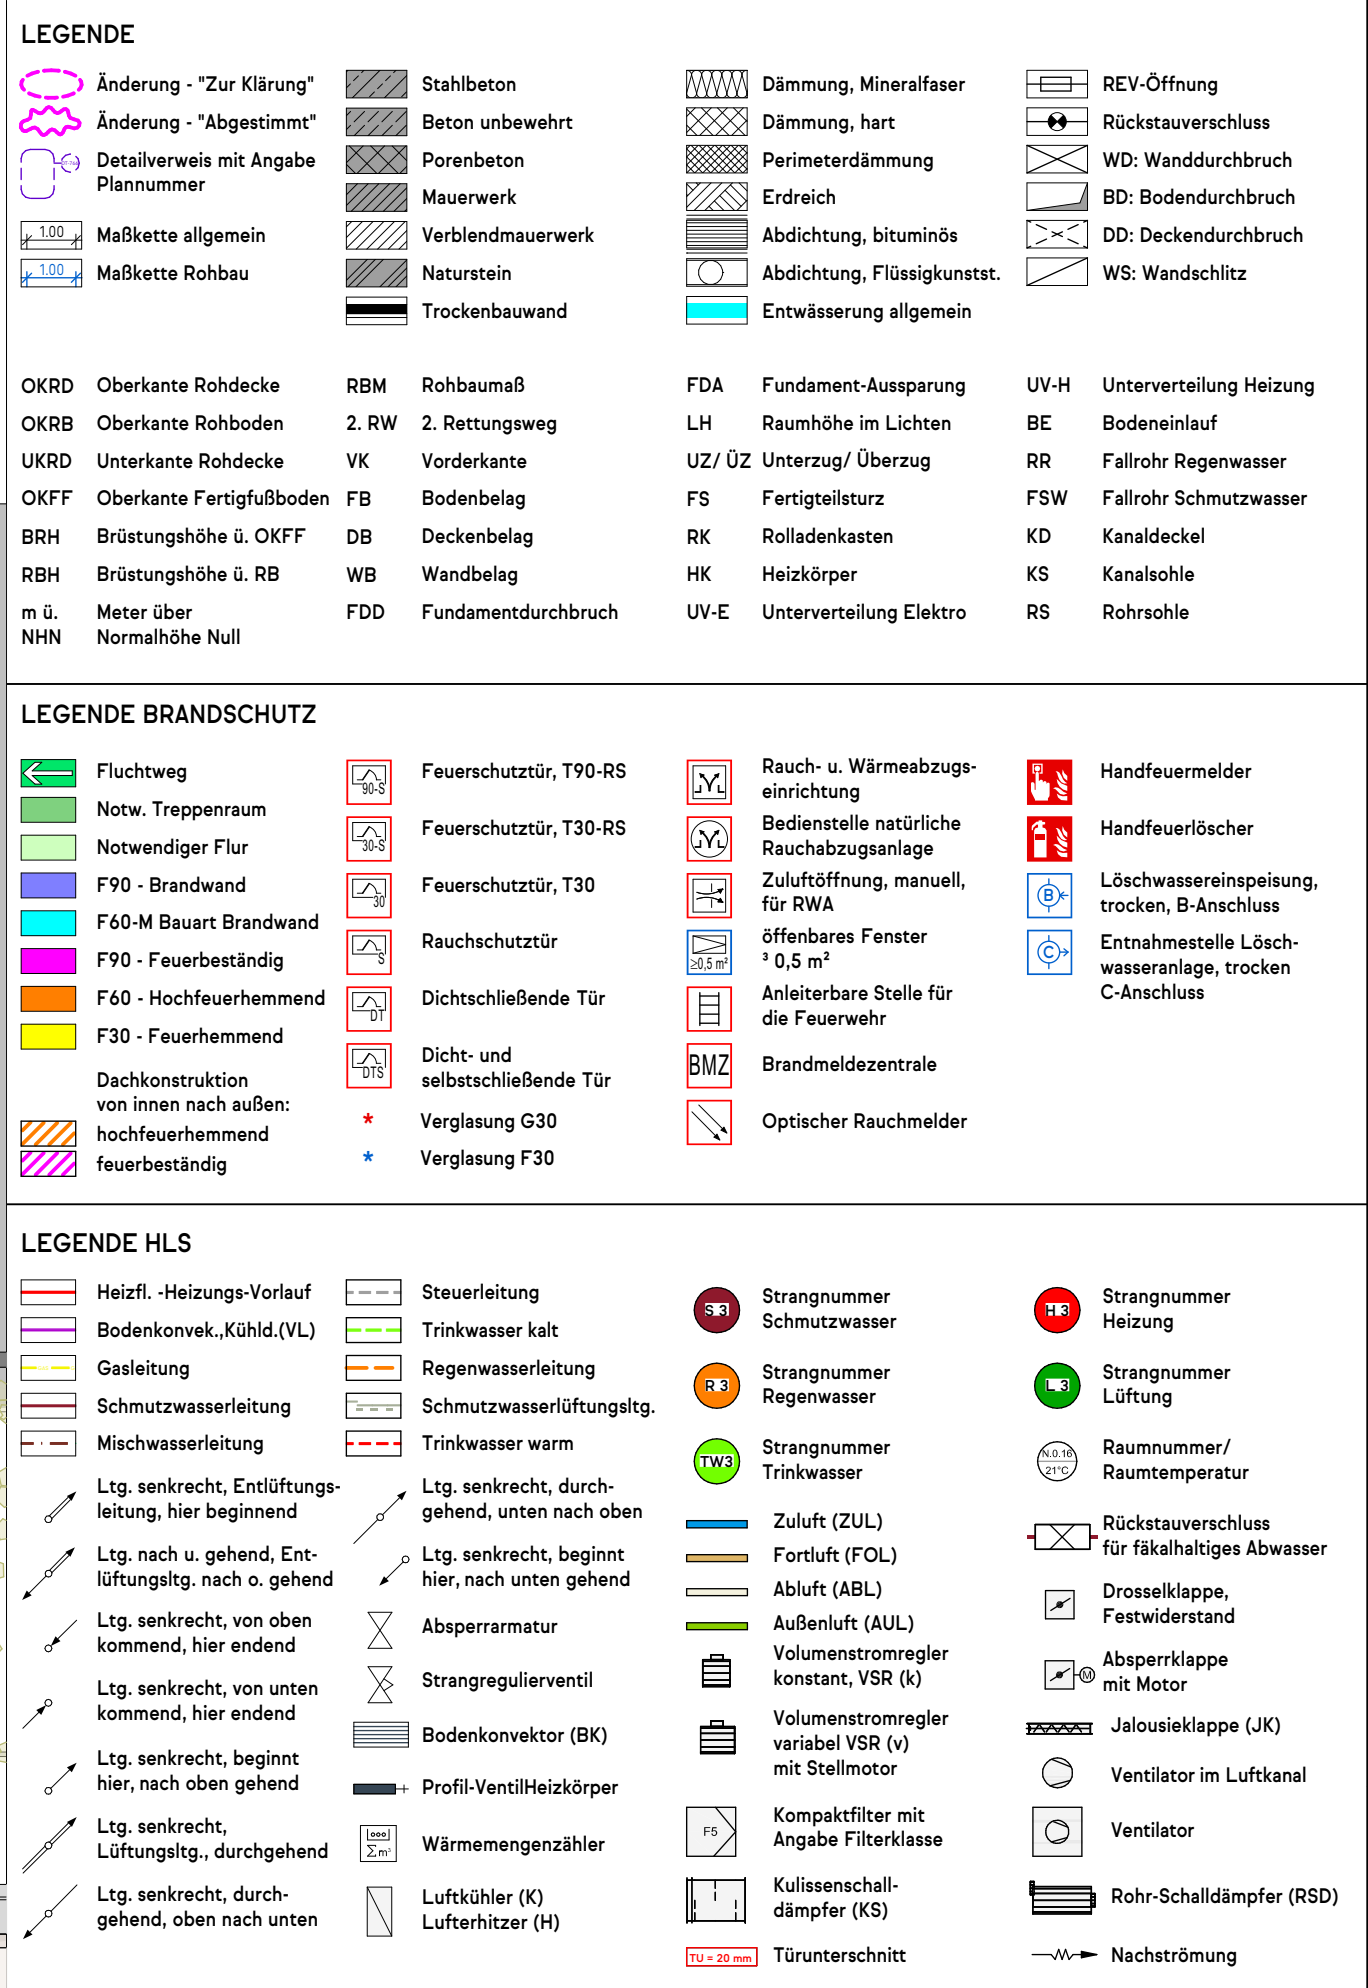 LEGENDE
Änderung - "Zur Klärung"
Änderung - "Abgestimmt"
Detailverweis mit Angabe
Plannummer
1.00 Maßkette allgemein
1.00 Maßkette Rohbau
Stahlbeton
Beton unbewehrt
Porenbeton
Mauerwerk
Verblendmauerwerk
Naturstein
Trockenbauwand
Dämmung, Mineralfaser
Dämmung, hart
Perimeterdämmung
Erdreich
Abdichtung, bituminös
Abdichtung, Flüssigkunstst.
Entwässerung allgemein
REV-Öffnung
Rückstauverschluss
WD: Wanddurchbruch
BD: Bodendurchbruch
DD: Deckendurchbruch
WS: Wandschlitz
OKRD Oberkante Rohdecke
OKRB Oberkante Rohboden
UKRD Unterkante Rohdecke
OKFF Oberkante Fertigfußboden
BRH Brüstungshöhe ü. OKFF
RBH Brüstungshöhe ü. RB
m ü. Meter über
NHN Normalhöhe Null
RBM Rohbaumaß
2. RW 2. Rettungsweg
VK Vorderkante
FB Bodenbelag
DB Deckenbelag
WB Wandbelag
FDD Fundamentdurchbruch
FDA Fundament-Aussparung
LH Raumhöhe im Lichten
UZ/ ÜZ Unterzug/ Überzug
FS Fertigteilsturz
RK Rolladenkasten
HK Heizkörper
UV-E Unterverteilung Elektro
UV-H Unterverteilung Heizung
BE Bodeneinlauf
RR Fallrohr Regenwasser
FSW Fallrohr Schmutzwasser
KD Kanaldeckel
KS Kanalsohle
RS Rohrsohle
LEGENDE BRANDSCHUTZ
Fluchtweg
Notw. Treppenraum
Notwendiger Flur
F90 - Brandwand
F60-M Bauart Brandwand
F90 - Feuerbeständig
F60 - Hochfeuerhemmend
F30 - Feuerhemmend
Dachkonstruktion
von innen nach außen:
hochfeuerhemmend
feuerbeständig
90-S Feuerschutztür, T90-RS
30-S Feuerschutztür, T30-RS
30 Feuerschutztür, T30
S Rauchschutztür
DT Dichtschließende Tür
Dicht- und
DTS selbstschließende Tür
* Verglasung G30
* Verglasung F30
Rauch- u. Wärmeabzugs-
einrichtung
Bedienstelle natürliche
Rauchabzugsanlage
Zuluftöffnung, manuell,
für RWA
öffenbares Fenster
≥0,5 m² ³ 0,5 m²
Anleiterbare Stelle für
die Feuerwehr
BMZ Brandmeldezentrale
Optischer Rauchmelder
Handfeuermelder
Handfeuerlöscher
B Löschwassereinspeisung,
trocken, B-Anschluss
C Entnahmestelle Lösch-
wasseranlage, trocken
C-Anschluss
LEGENDE HLS
Heizfl. -Heizungs-Vorlauf
Bodenkonvek.,Kühld.(VL)
Gasleitung
Schmutzwasserleitung
Mischwasserleitung
Ltg. senkrecht, Entlüftungs-
leitung, hier beginnend
Ltg. nach u. gehend, Ent-
lüftungsltg. nach o. gehend
Ltg. senkrecht, von oben
kommend, hier endend
Ltg. senkrecht, von unten
kommend, hier endend
Ltg. senkrecht, beginnt
hier, nach oben gehend
Ltg. senkrecht,
Lüftungsltg., durchgehend
Ltg. senkrecht, durch-
gehend, oben nach unten
Steuerleitung
Trinkwasser kalt
Regenwasserleitung
Schmutzwasserlüftungsltg.
Trinkwasser warm
Ltg. senkrecht, durch-
gehend, unten nach oben
Ltg. senkrecht, beginnt
hier, nach unten gehend
Absperrarmatur
Strangregulierventil
Bodenkonvektor (BK)
Profil-VentilHeizkörper
Σm³ Wärmemengenzähler
Luftkühler (K)
Lufterhitzer (H)
S 3 Strangnummer
Schmutzwasser
R 3 Strangnummer
Regenwasser
TW3 Strangnummer
Trinkwasser
Zuluft (ZUL)
Fortluft (FOL)
Abluft (ABL)
Außenluft (AUL)
Volumenstromregler
konstant, VSR (k)
Volumenstromregler
variabel VSR (v)
mit Stellmotor
F5 Kompaktfilter mit
Angabe Filterklasse
Kulissenschall-
dämpfer (KS)
TU = 20 mm Türunterschnitt
H 3 Strangnummer
Heizung
L 3 Strangnummer
Lüftung
N.0.16 Raumnummer/
21°C Raumtemperatur
Rückstauverschluss
für fäkalhaltiges Abwasser
Drosselklappe,
Festwiderstand
M Absperrklappe
mit Motor
Jalousieklappe (JK)
Ventilator im Luftkanal
Ventilator
Rohr-Schalldämpfer (RSD)
Nachströmung